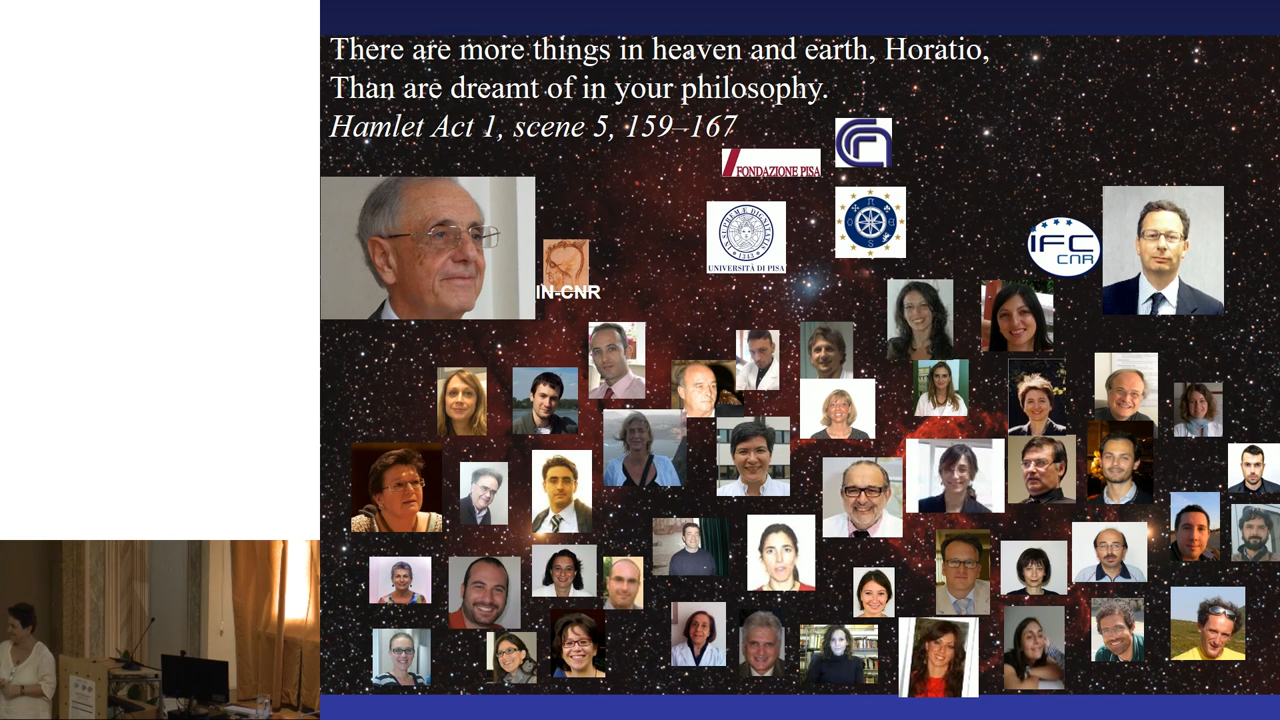 There are more things in heaven and earth, Horatio,
Than are dreamt of in your philosophy.
Hamlet Act 1, scene 5, 159–167
FONDAZIONE PISA
UNIVERSITÀ DI PISA
1343
IFC
CNR
IN-CNR